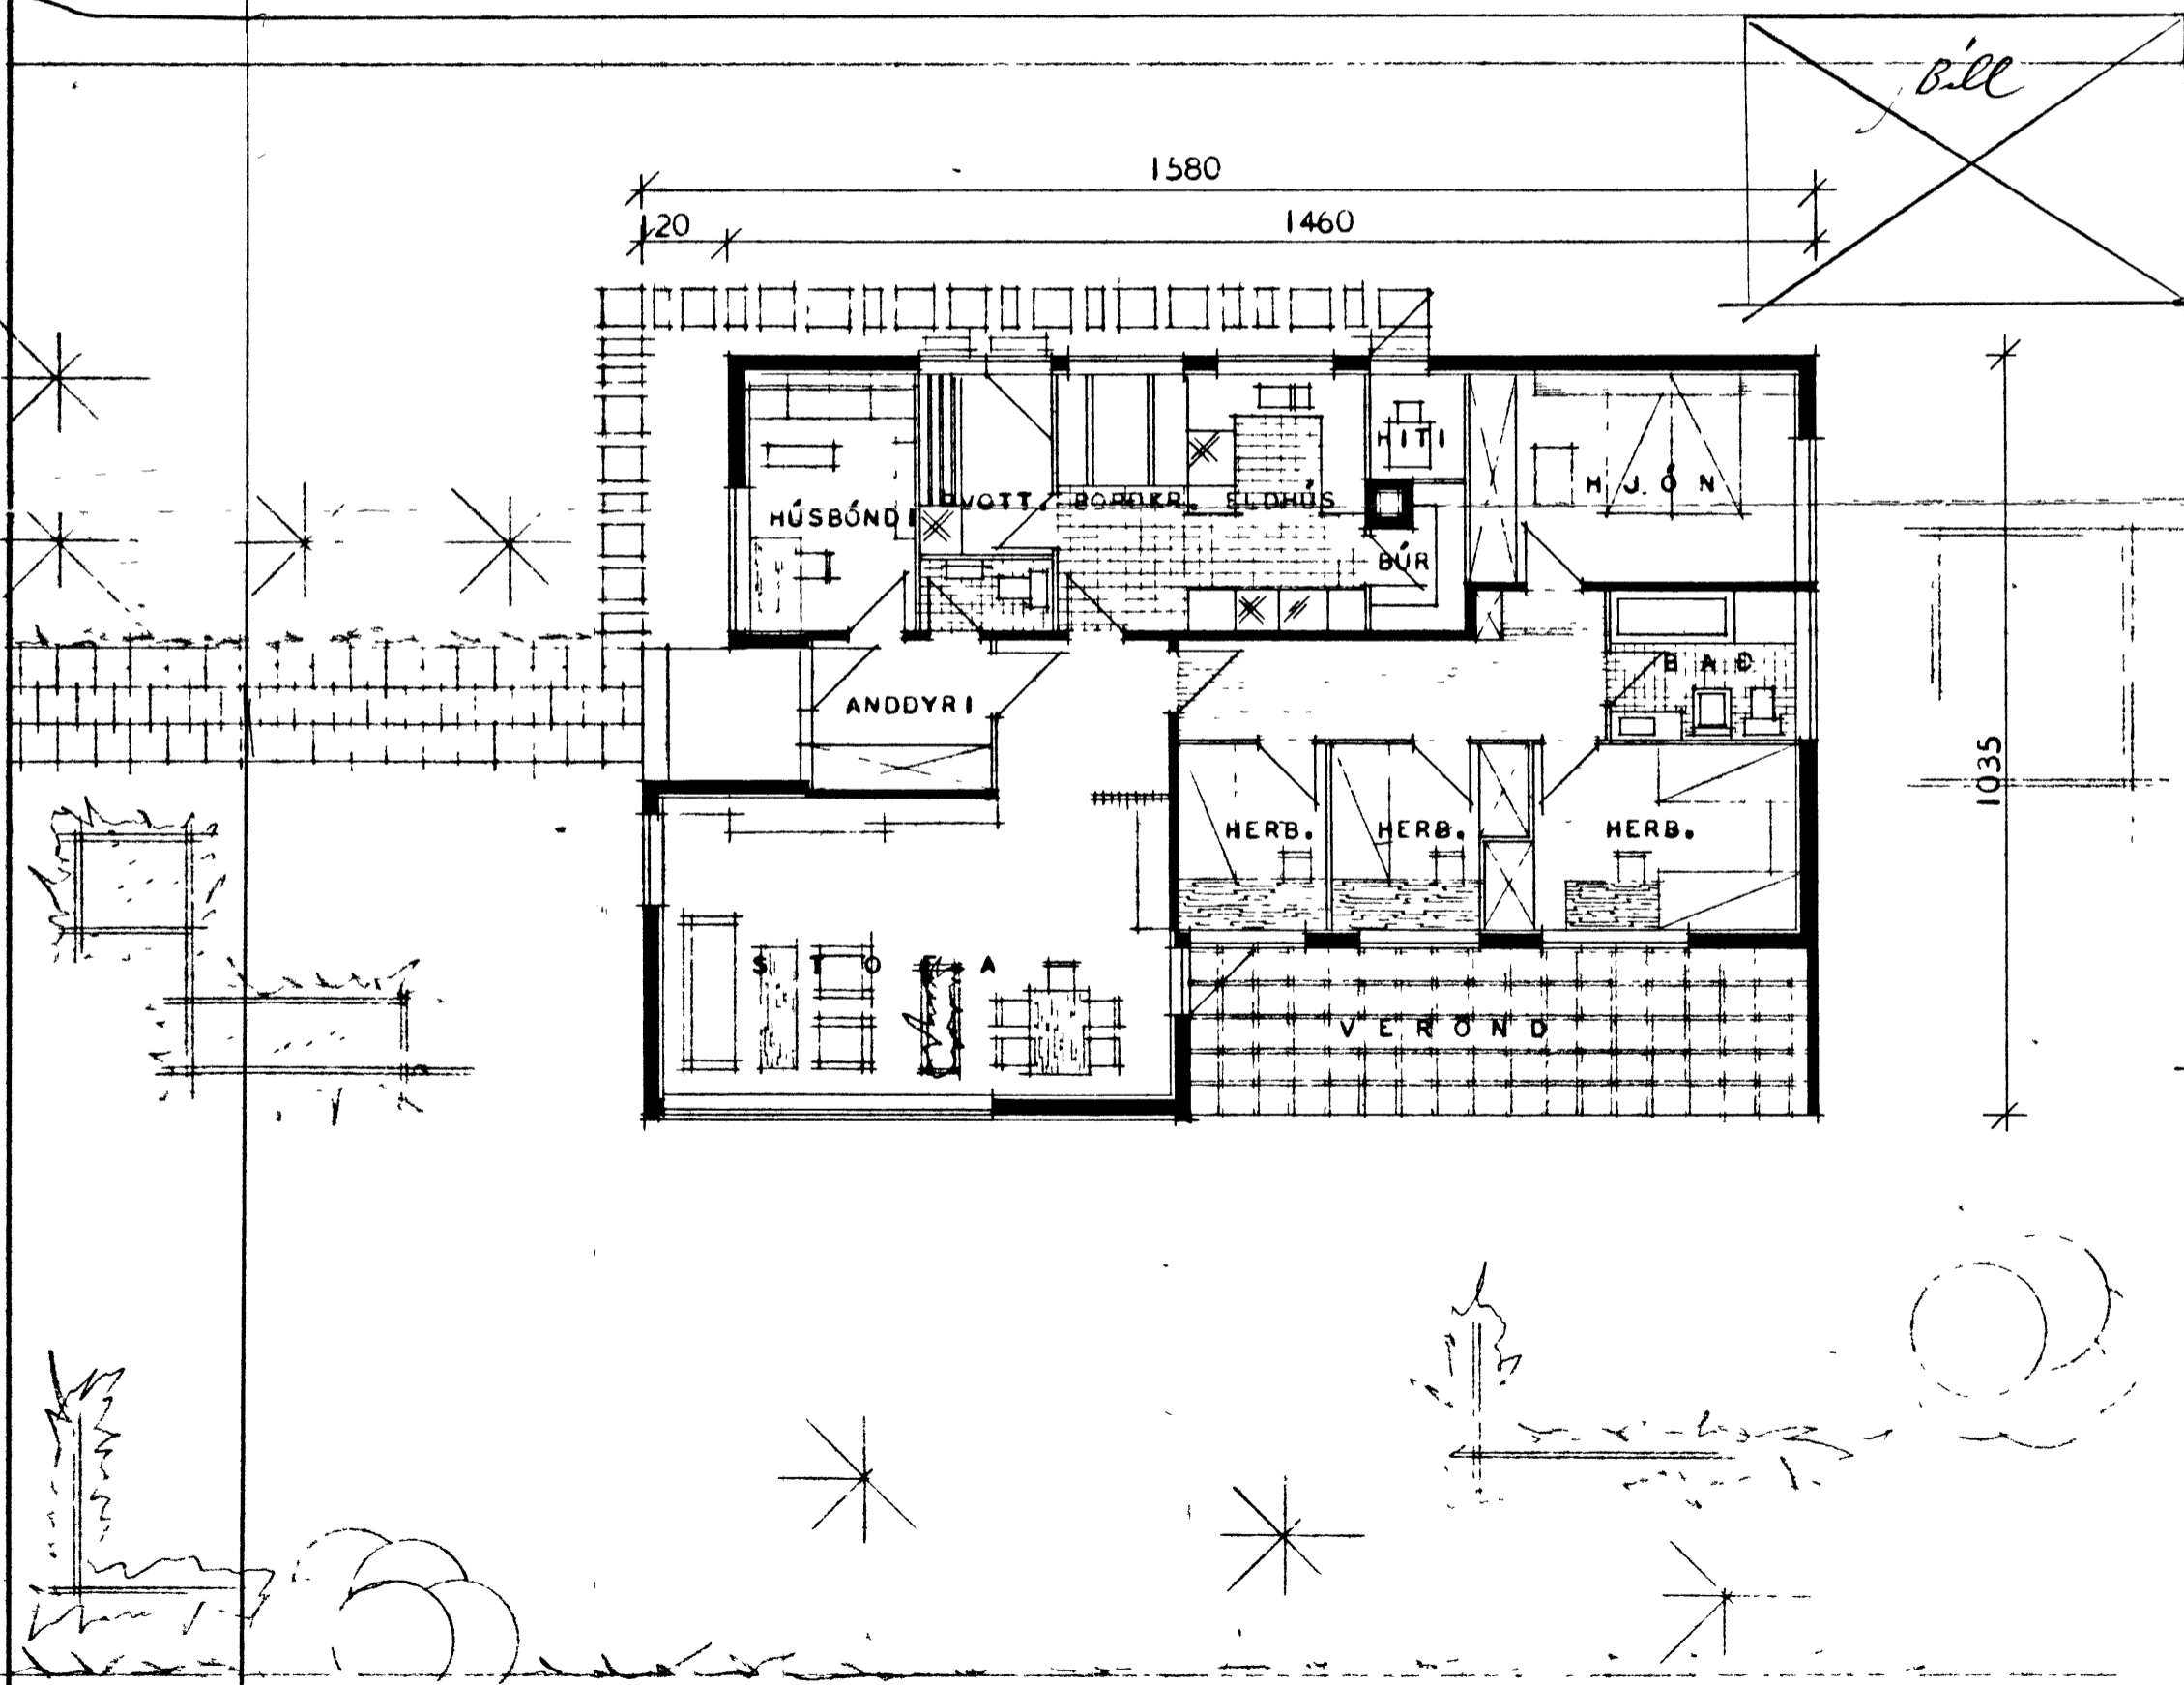 Bíll
1580
120
1460
HITI
HJÓN
HÚSBÓNDI
ÞVOTT. BORÐKR. ELDHÚS
BÚR
BAÐ
ANDDYRI
1035
HERB. HERB. HERB.
STOFA
VERÖND